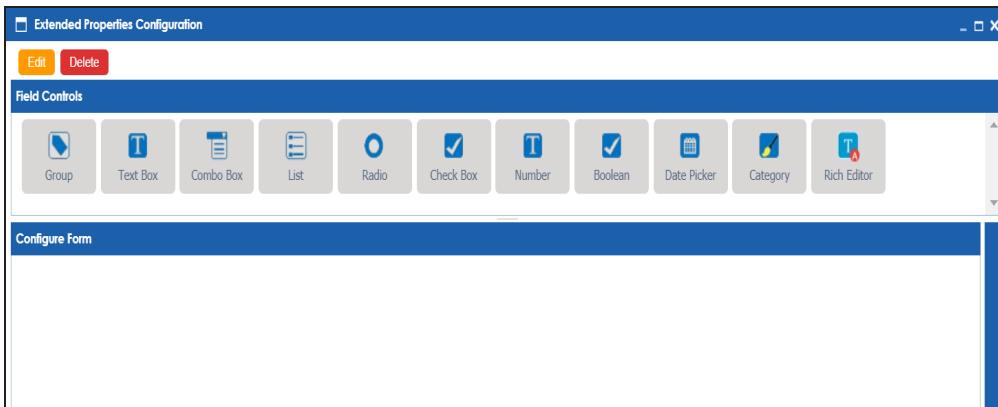 Extended Properties Configuration
Edit Delete
Field Controls
Group Text Box Combo Box List Radio Check Box Number Boolean Date Picker Category Rich Editor
Configure Form